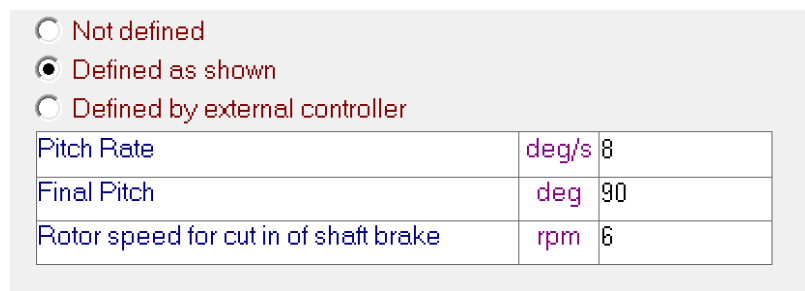 Not defined
Defined as shown
Defined by external controller
Pitch Rate deg/s 8
Final Pitch deg 90
Rotor speed for cut in of shaft brake rpm 6